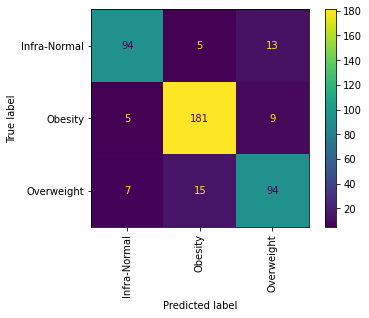 True label
Infra-Normal 94 5 13
Obesity 5 181 9
Overweight 7 15 94
Infra-Normal Obesity Overweight
Predicted label
180
160
140
120
100
80
60
40
20